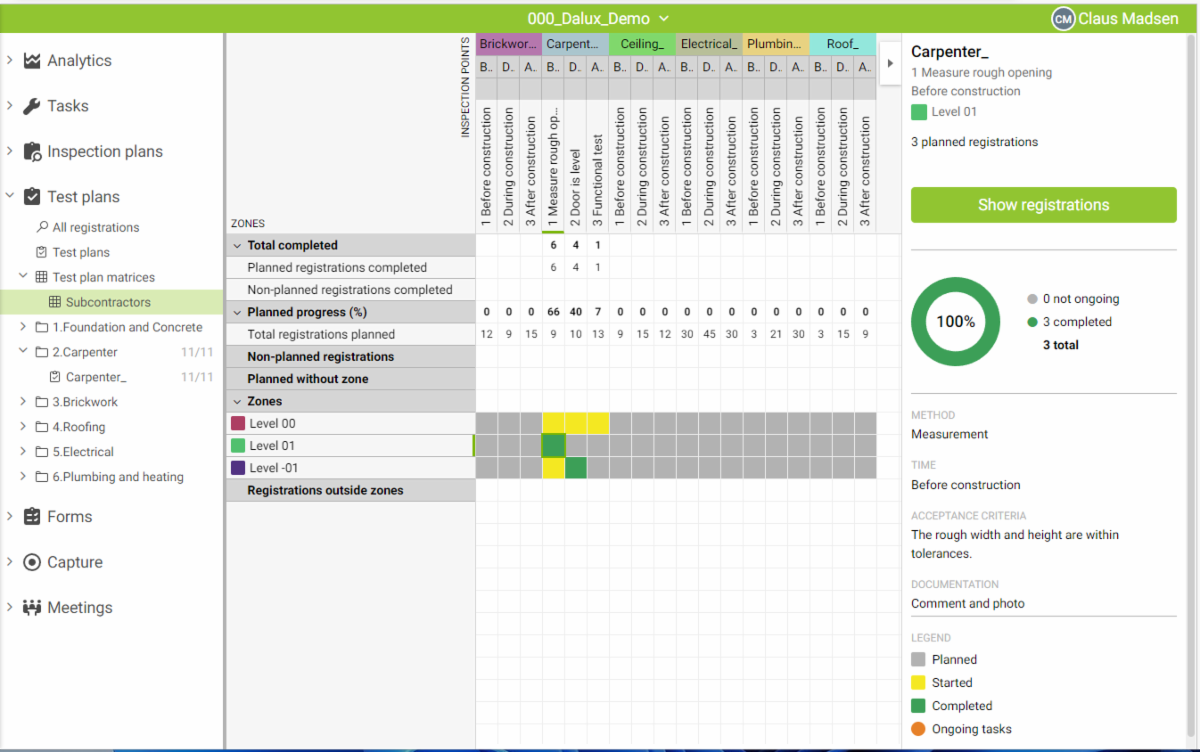 000_Dalux_Demo
CM Claus Madsen
Analytics
Tasks
Inspection plans
Test plans
All registrations
Test plans
Test plan matrices
Subcontractors
1.Foundation and Concrete
2.Carpenter 11/11
Carpenter_ 11/11
3.Brickwork
4.Roofing
5.Electrical
6.Plumbing and heating
Forms
Capture
Meetings
INSPECTION POINTS
Brickwor... Carpent... Ceiling_ Electrical_ Plumbin... Roof_
B.. D.. A.. B.. D.. A.. B.. D.. A.. B.. D.. A.. B.. D.. A.. B.. D.. A..
1 Before construction
2 During construction
3 After construction
1 Measure rough op...
2 Door is level
3 Functional test
1 Before construction
2 During construction
3 After construction
1 Before construction
2 During construction
3 After construction
1 Before construction
2 During construction
3 After construction
1 Before construction
2 During construction
3 After construction
ZONES
Total completed 6 4 1
Planned registrations completed 6 4 1
Non-planned registrations completed
Planned progress (%) 0 0 0 66 40 7 0 0 0 0 0 0 0 0 0 0 0 0
Total registrations planned 12 9 15 9 10 13 9 15 12 30 45 30 3 21 30 3 15 9
Non-planned registrations
Planned without zone
Zones
Level 00
Level 01
Level -01
Registrations outside zones
Carpenter_
1 Measure rough opening
Before construction
Level 01
3 planned registrations
Show registrations
100%
0 not ongoing
3 completed
3 total
METHOD
Measurement
TIME
Before construction
ACCEPTANCE CRITERIA
The rough width and height are within
tolerances.
DOCUMENTATION
Comment and photo
LEGEND
Planned
Started
Completed
Ongoing tasks